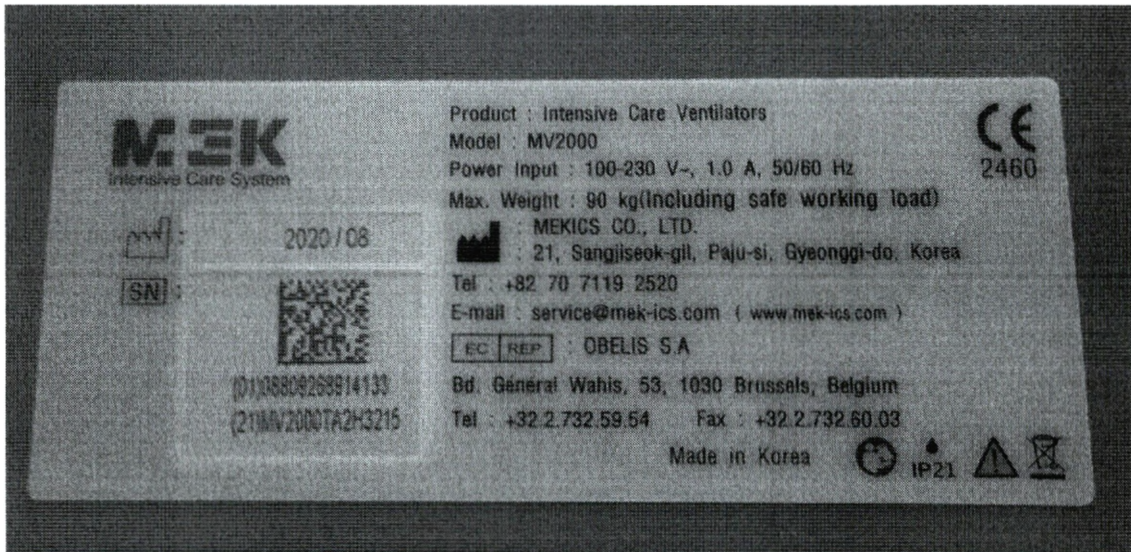 MEK
Intensive Care System
2020/08
SN :
(01)08809268914133
(21)MV2000TA2H3215
Product : Intensive Care Ventilators
Model : MV2000
Power Input : 100-230 V~, 1.0 A, 50/60 Hz
Max. Weight : 90 kg(Including safe working load)
: MEKICS CO., LTD.
: 21, Sangjiseok-gil, Paju-si, Gyeonggi-do, Korea
Tel : +82 70 7119 2520
E-mail : service@mek-ics.com ( www.mek-ics.com )
EC REP : OBELIS S.A
Bd. Général Wahis, 53, 1030 Brussels, Belgium
Tel : +32.2.732.59.54 Fax : +32.2.732.60.03
Made in Korea
IP21
CE
2460